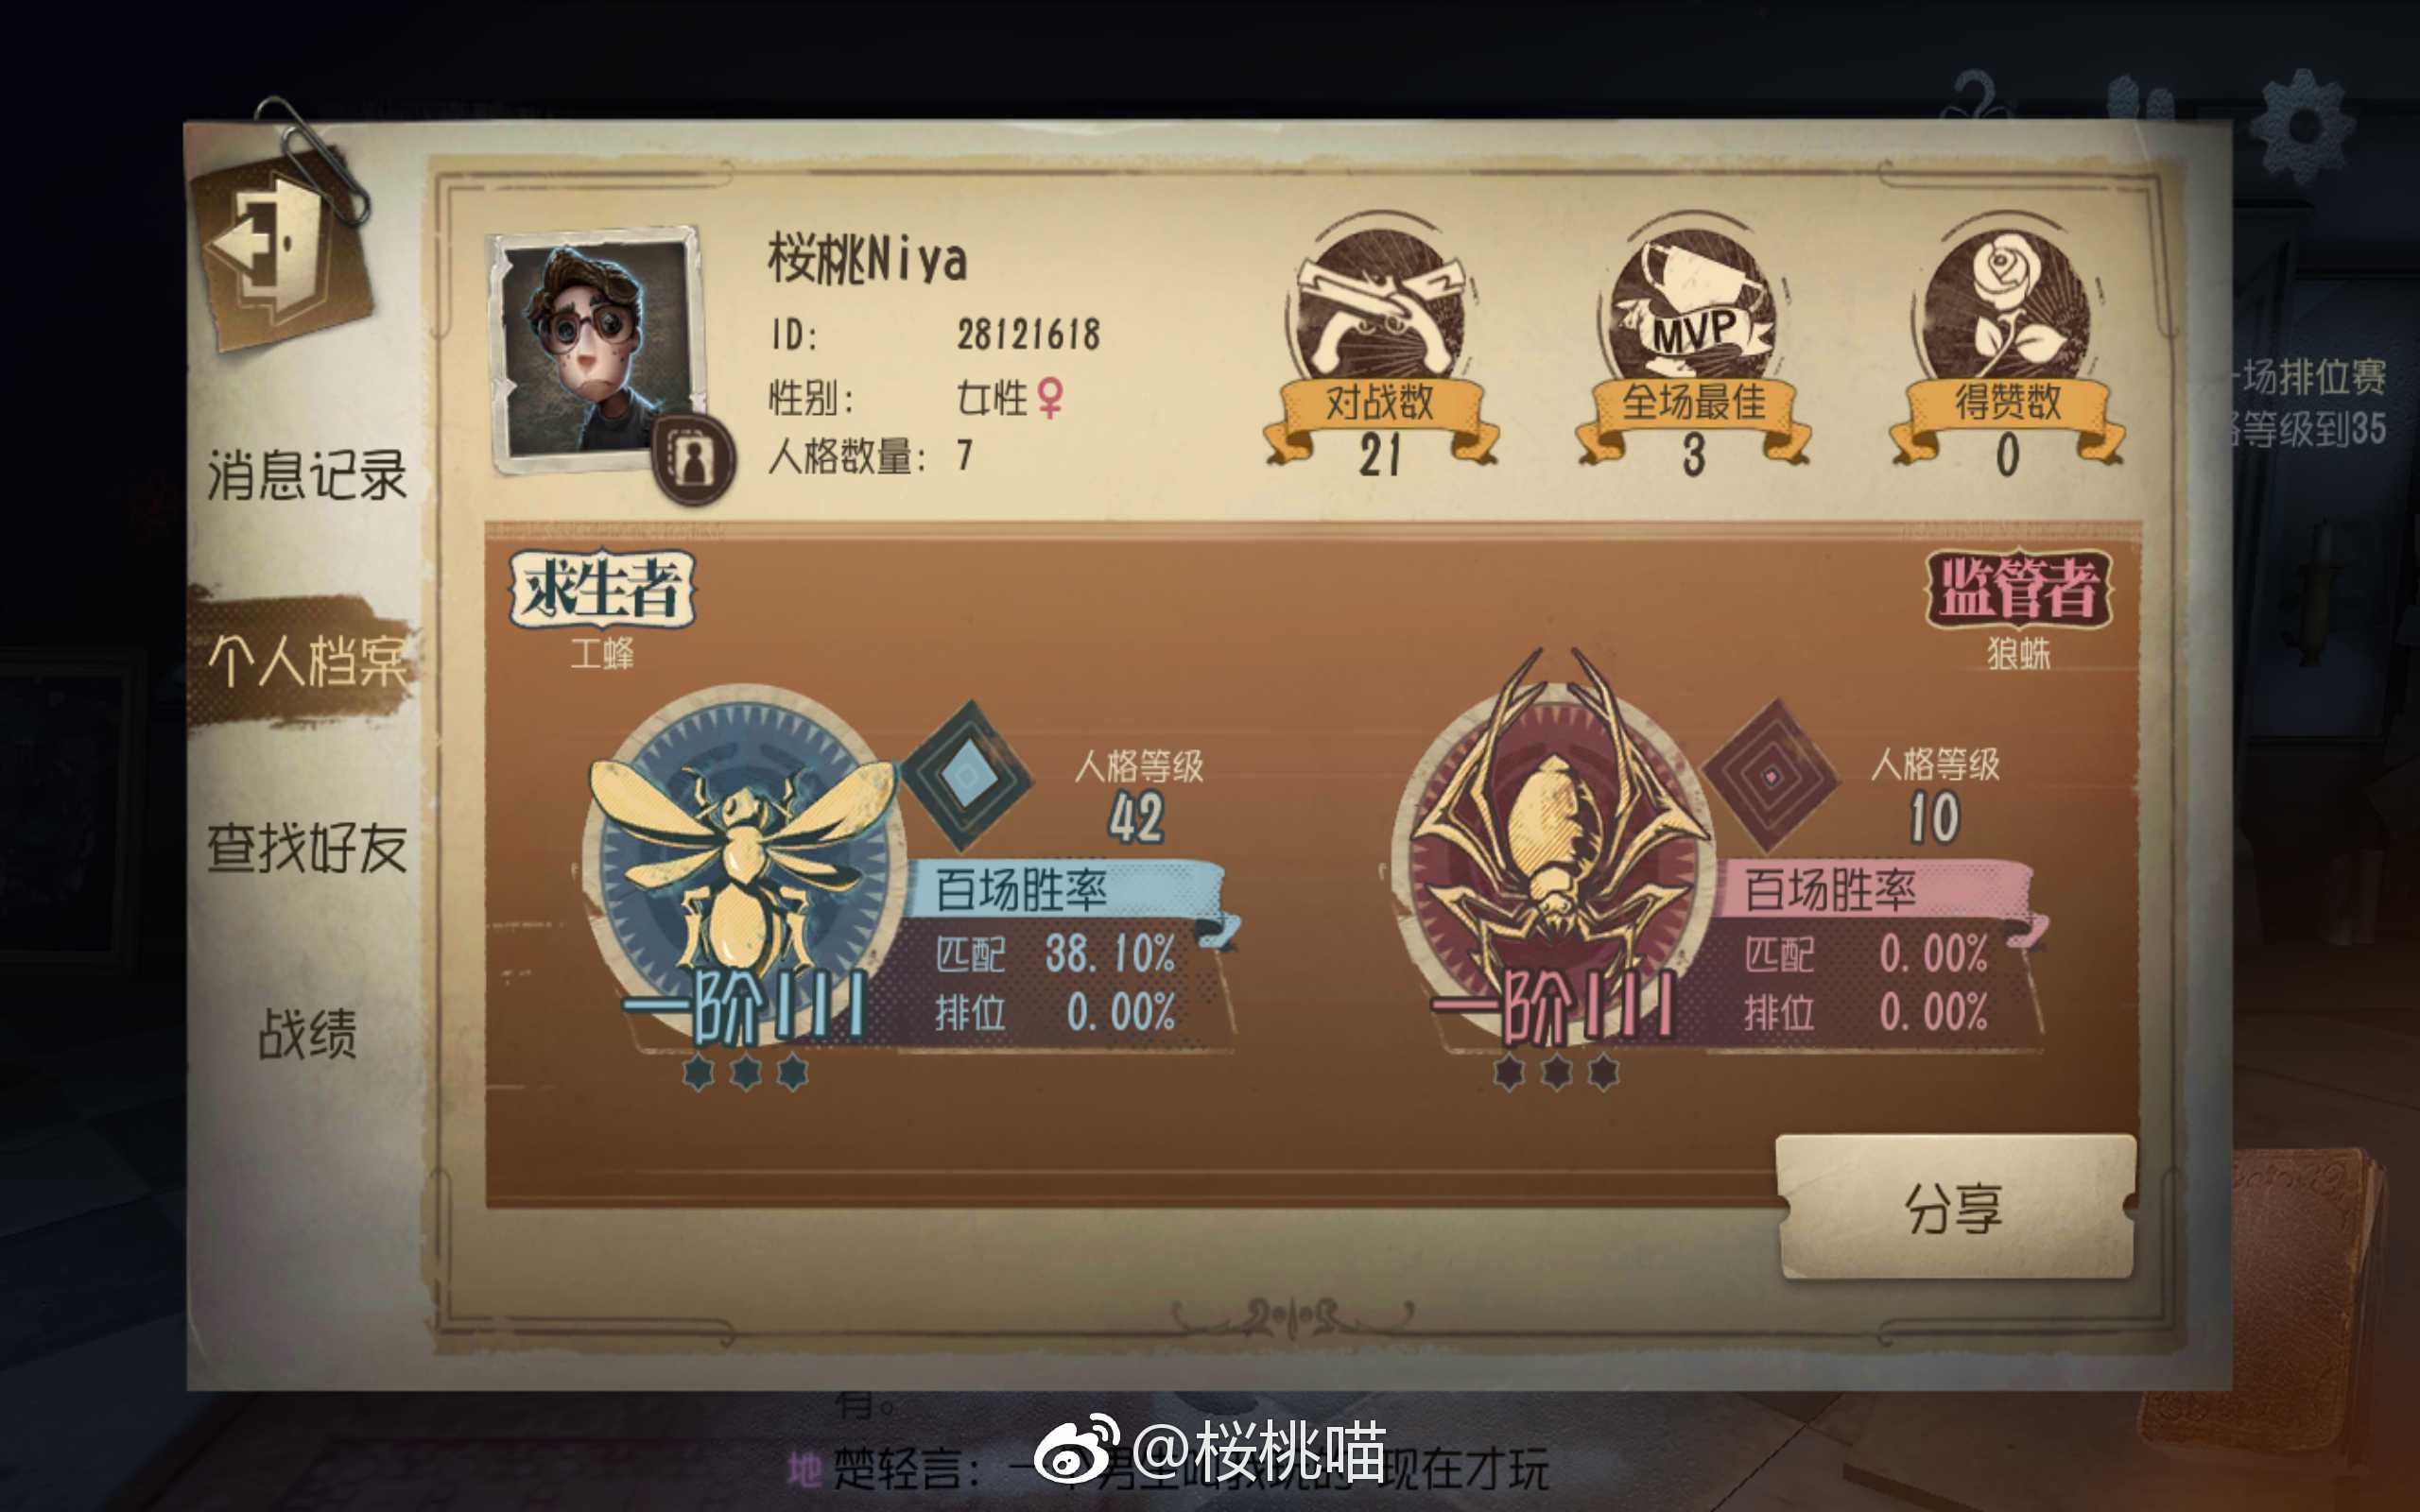 桜桃Niya
ID: 28121618
性别: 女性♀
人格数量: 7
对战数
21
MVP
全场最佳
3
得赞数
0
场排位赛
等级到35
消息记录
个人档案
查找好友
战绩
求生者
工蜂
人格等级
42
百场胜率
匹配 38.10%
排位 0.00%
一阶III
监管者
狼蛛
人格等级
10
百场胜率
匹配 0.00%
排位 0.00%
一阶III
分享
有。
地 楚轻言: 一 现在才玩
@桜桃喵